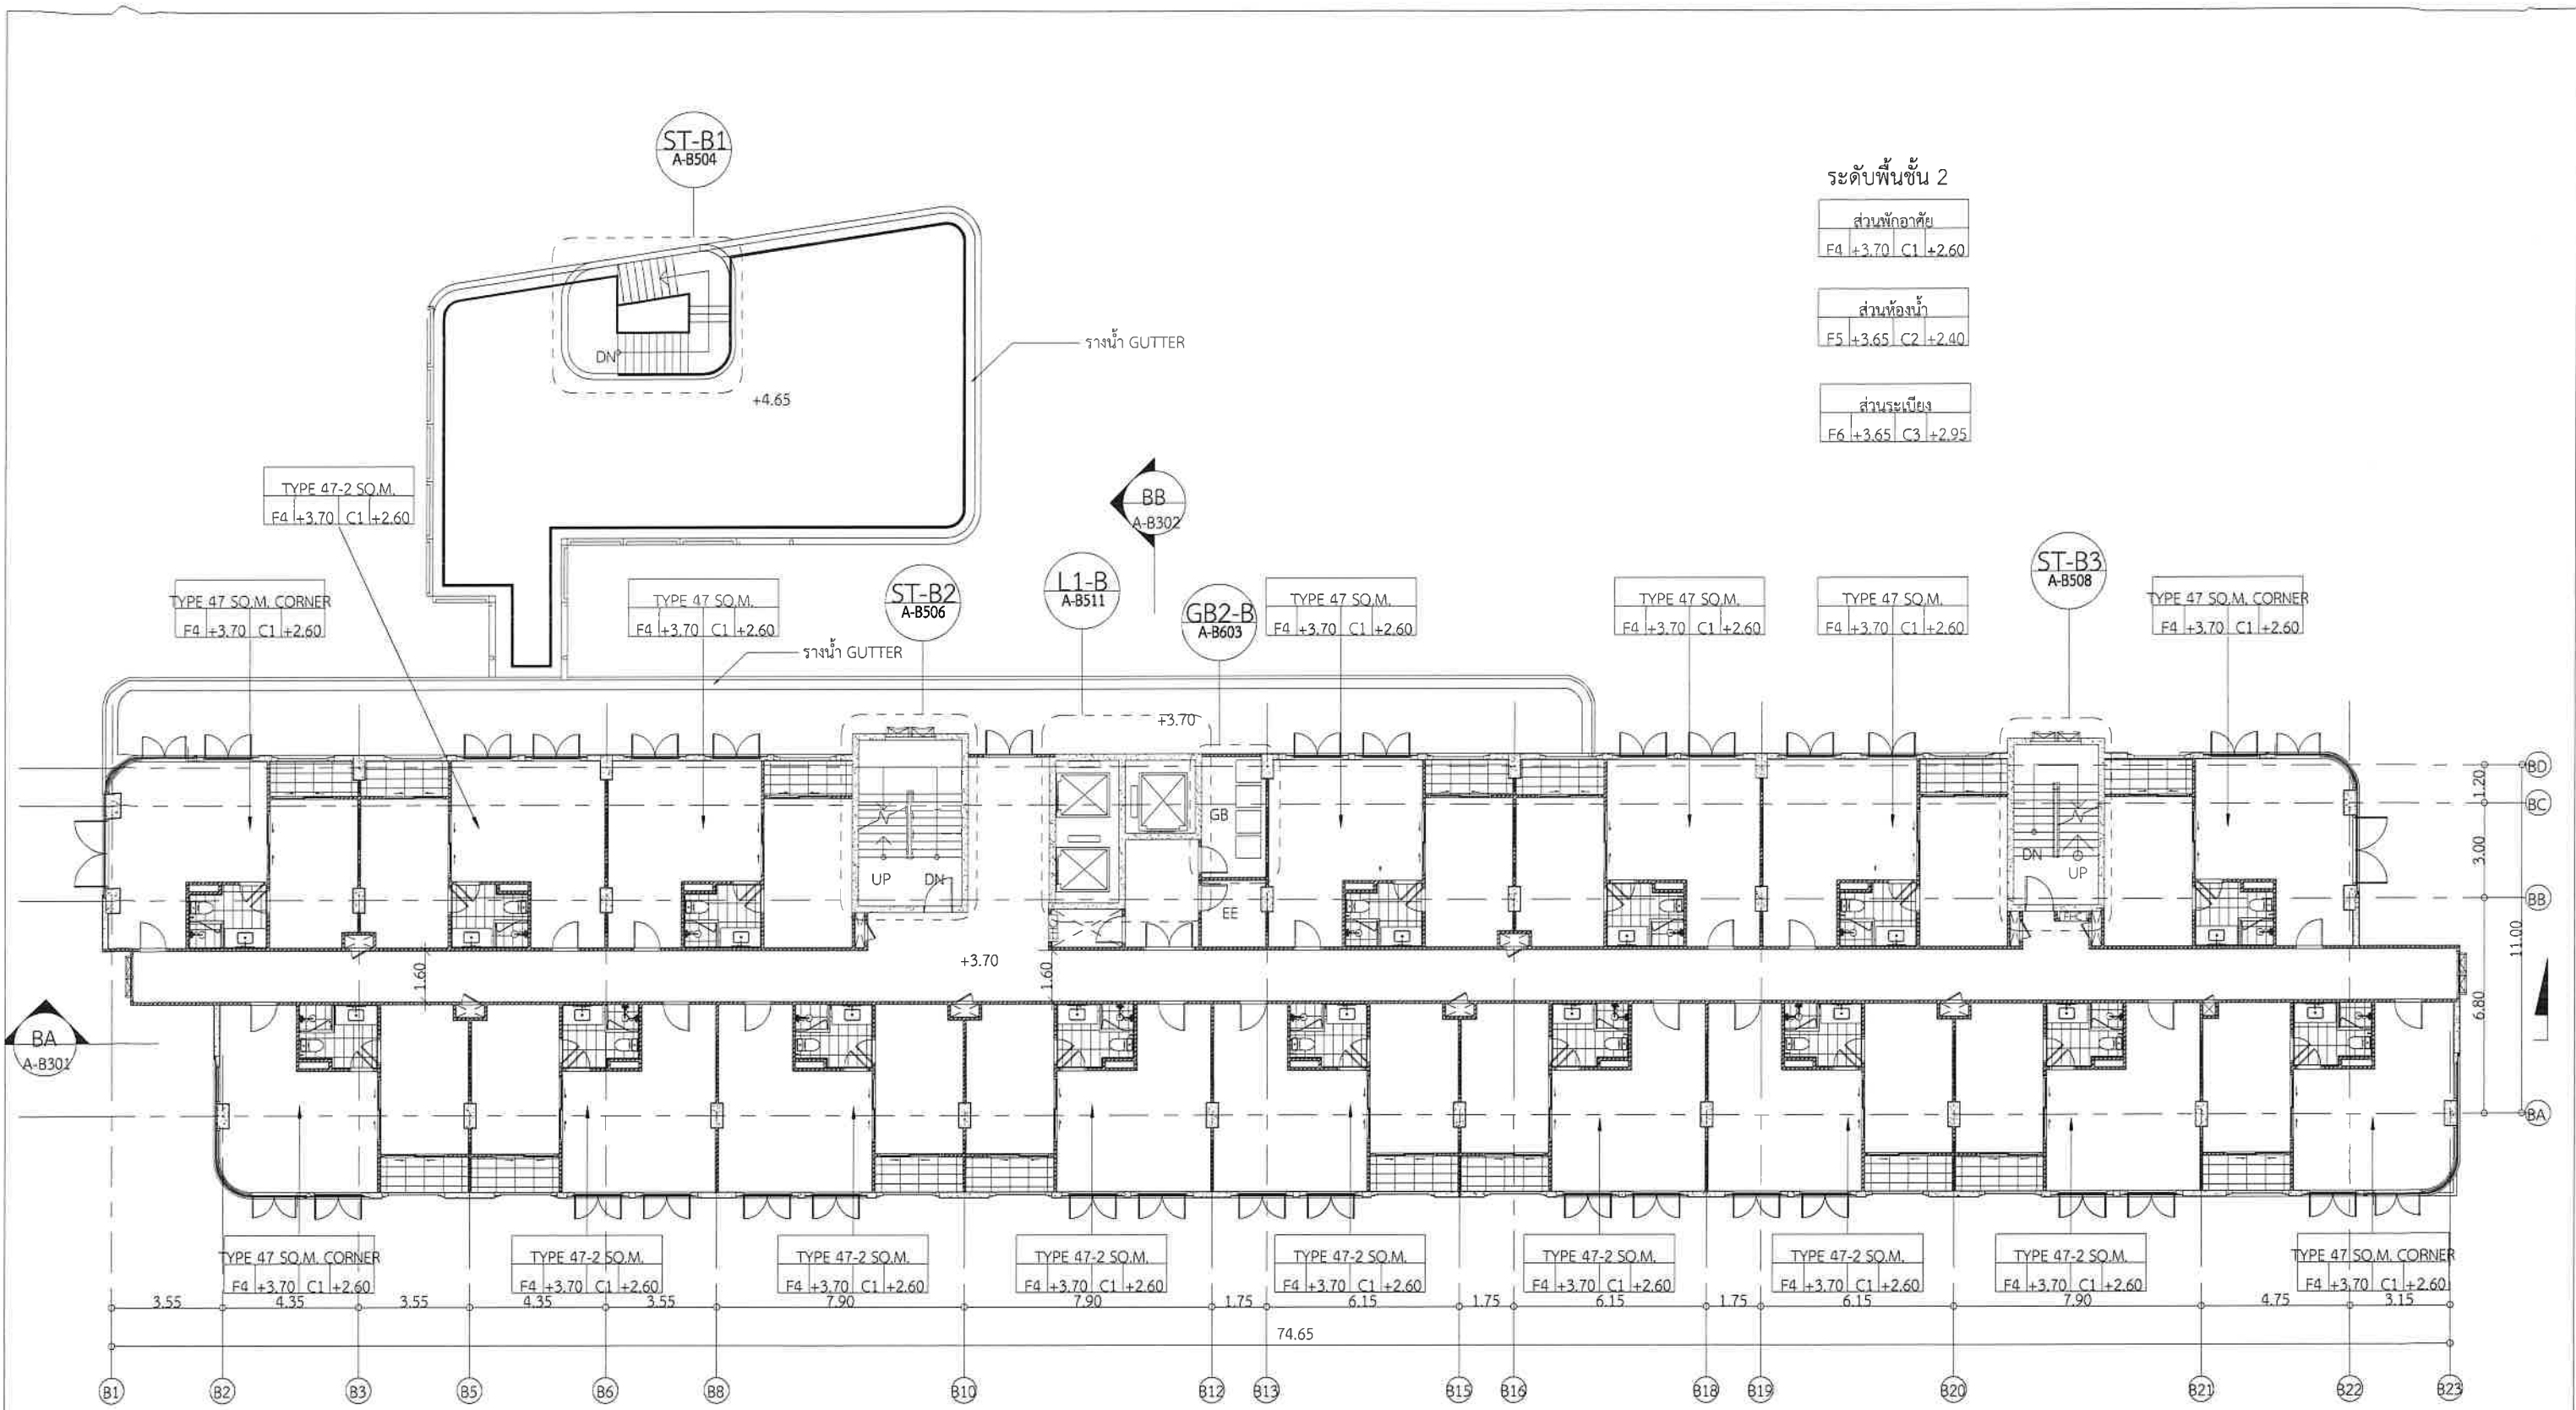 ST-B1
A-B504
ระดับพื้นชั้น 2
ส่วนพักอาศัย
F4 +3.70 C1 +2.60
ส่วนห้องน้ำ
F5 +3.65 C2 +2.40
ส่วนระเบียง
F6 +3.65 C3 +2.95
รางน้ำ GUTTER
DN
+4.65
TYPE 47-2 SQ.M.
F4 +3.70 C1 +2.60
BB
A-B302
TYPE 47 SQ.M. CORNER
F4 +3.70 C1 +2.60
TYPE 47 SQ.M.
F4 +3.70 C1 +2.60
ST-B2
A-B506
L1-B
A-B511
GB2-B
A-B603
TYPE 47 SQ.M.
F4 +3.70 C1 +2.60
TYPE 47 SQ.M.
F4 +3.70 C1 +2.60
TYPE 47 SQ.M.
F4 +3.70 C1 +2.60
ST-B3
A-B508
TYPE 47 SQ.M. CORNER
F4 +3.70 C1 +2.60
รางน้ำ GUTTER
+3.70
BD
1.20
BC
GB
3.00
UP
DN
DN
UP
BB
EE
11.00
1.60
+3.70
1.60
6.80
BA
A-B301
BA
TYPE 47 SQ.M. CORNER
F4 +3.70 C1 +2.60
TYPE 47-2 SQ.M.
F4 +3.70 C1 +2.60
TYPE 47-2 SQ.M.
F4 +3.70 C1 +2.60
TYPE 47-2 SQ.M.
F4 +3.70 C1 +2.60
TYPE 47-2 SQ.M.
F4 +3.70 C1 +2.60
TYPE 47-2 SQ.M.
F4 +3.70 C1 +2.60
TYPE 47-2 SQ.M.
F4 +3.70 C1 +2.60
TYPE 47-2 SQ.M.
F4 +3.70 C1 +2.60
TYPE 47 SQ.M. CORNER
F4 +3.70 C1 +2.60
3.55 4.35 3.55 4.35 3.55 7.90 7.90 1.75 6.15 1.75 6.15 1.75 6.15 7.90 4.75 3.15
74.65
B1 B2 B3 B5 B6 B8 B10 B12 B13 B15 B16 B18 B19 B20 B21 B22 B23